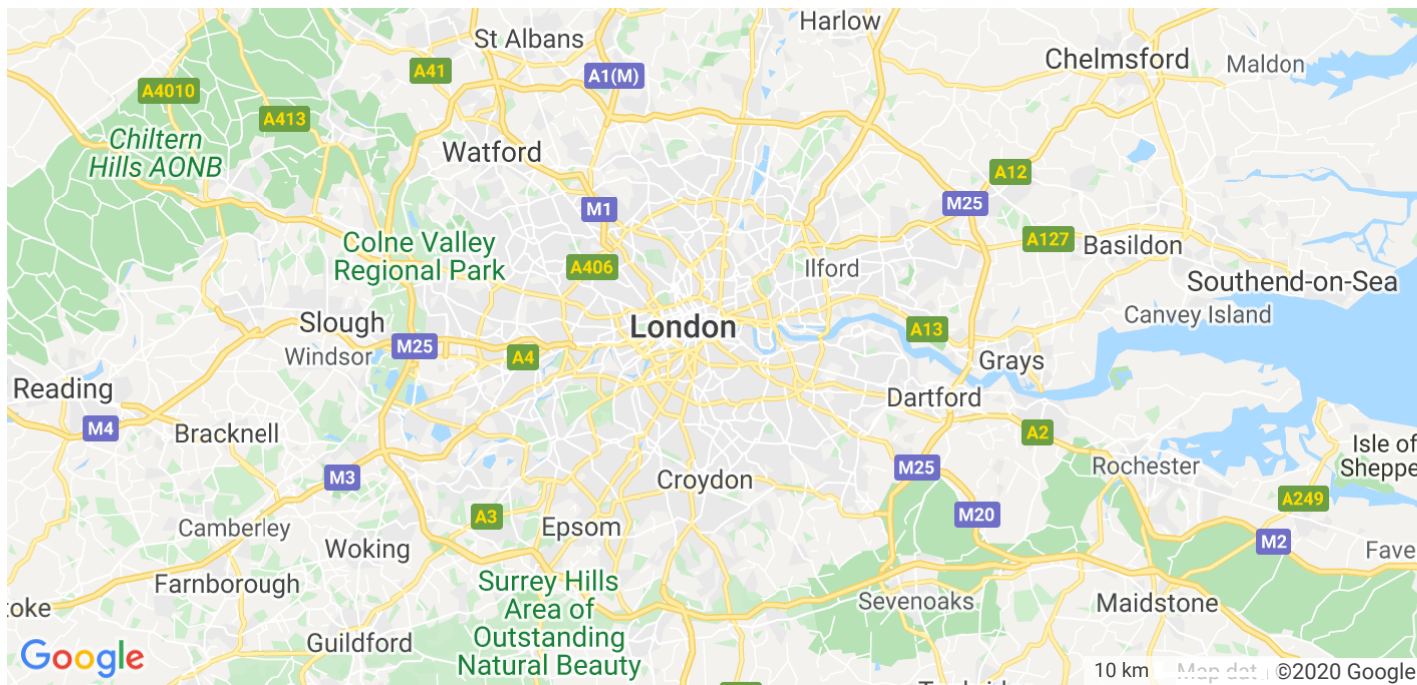 Harlow
St Albans
Chelmsford
Maldon
A41
A1(M)
A4010
A413
Chiltern
Hills AONB
Watford
A12
M25
M1
A127
Basildon
Colne Valley
Regional Park
A406
Ilford
Southend-on-Sea
Canvey Island
Slough
London
A13
Windsor
M25
A4
Grays
Reading
Dartford
M4
Bracknell
A2
Isle of
Sheppe
Rochester
M25
M3
Croydon
A249
M20
A3
Camberley
Epsom
Woking
M2
Fave
Farnborough
Surrey Hills
Area of
Outstanding
Natural Beauty
Sevenoaks
Maidstone
toke
Guildford
Google
10 km
Map dat
©2020 Google